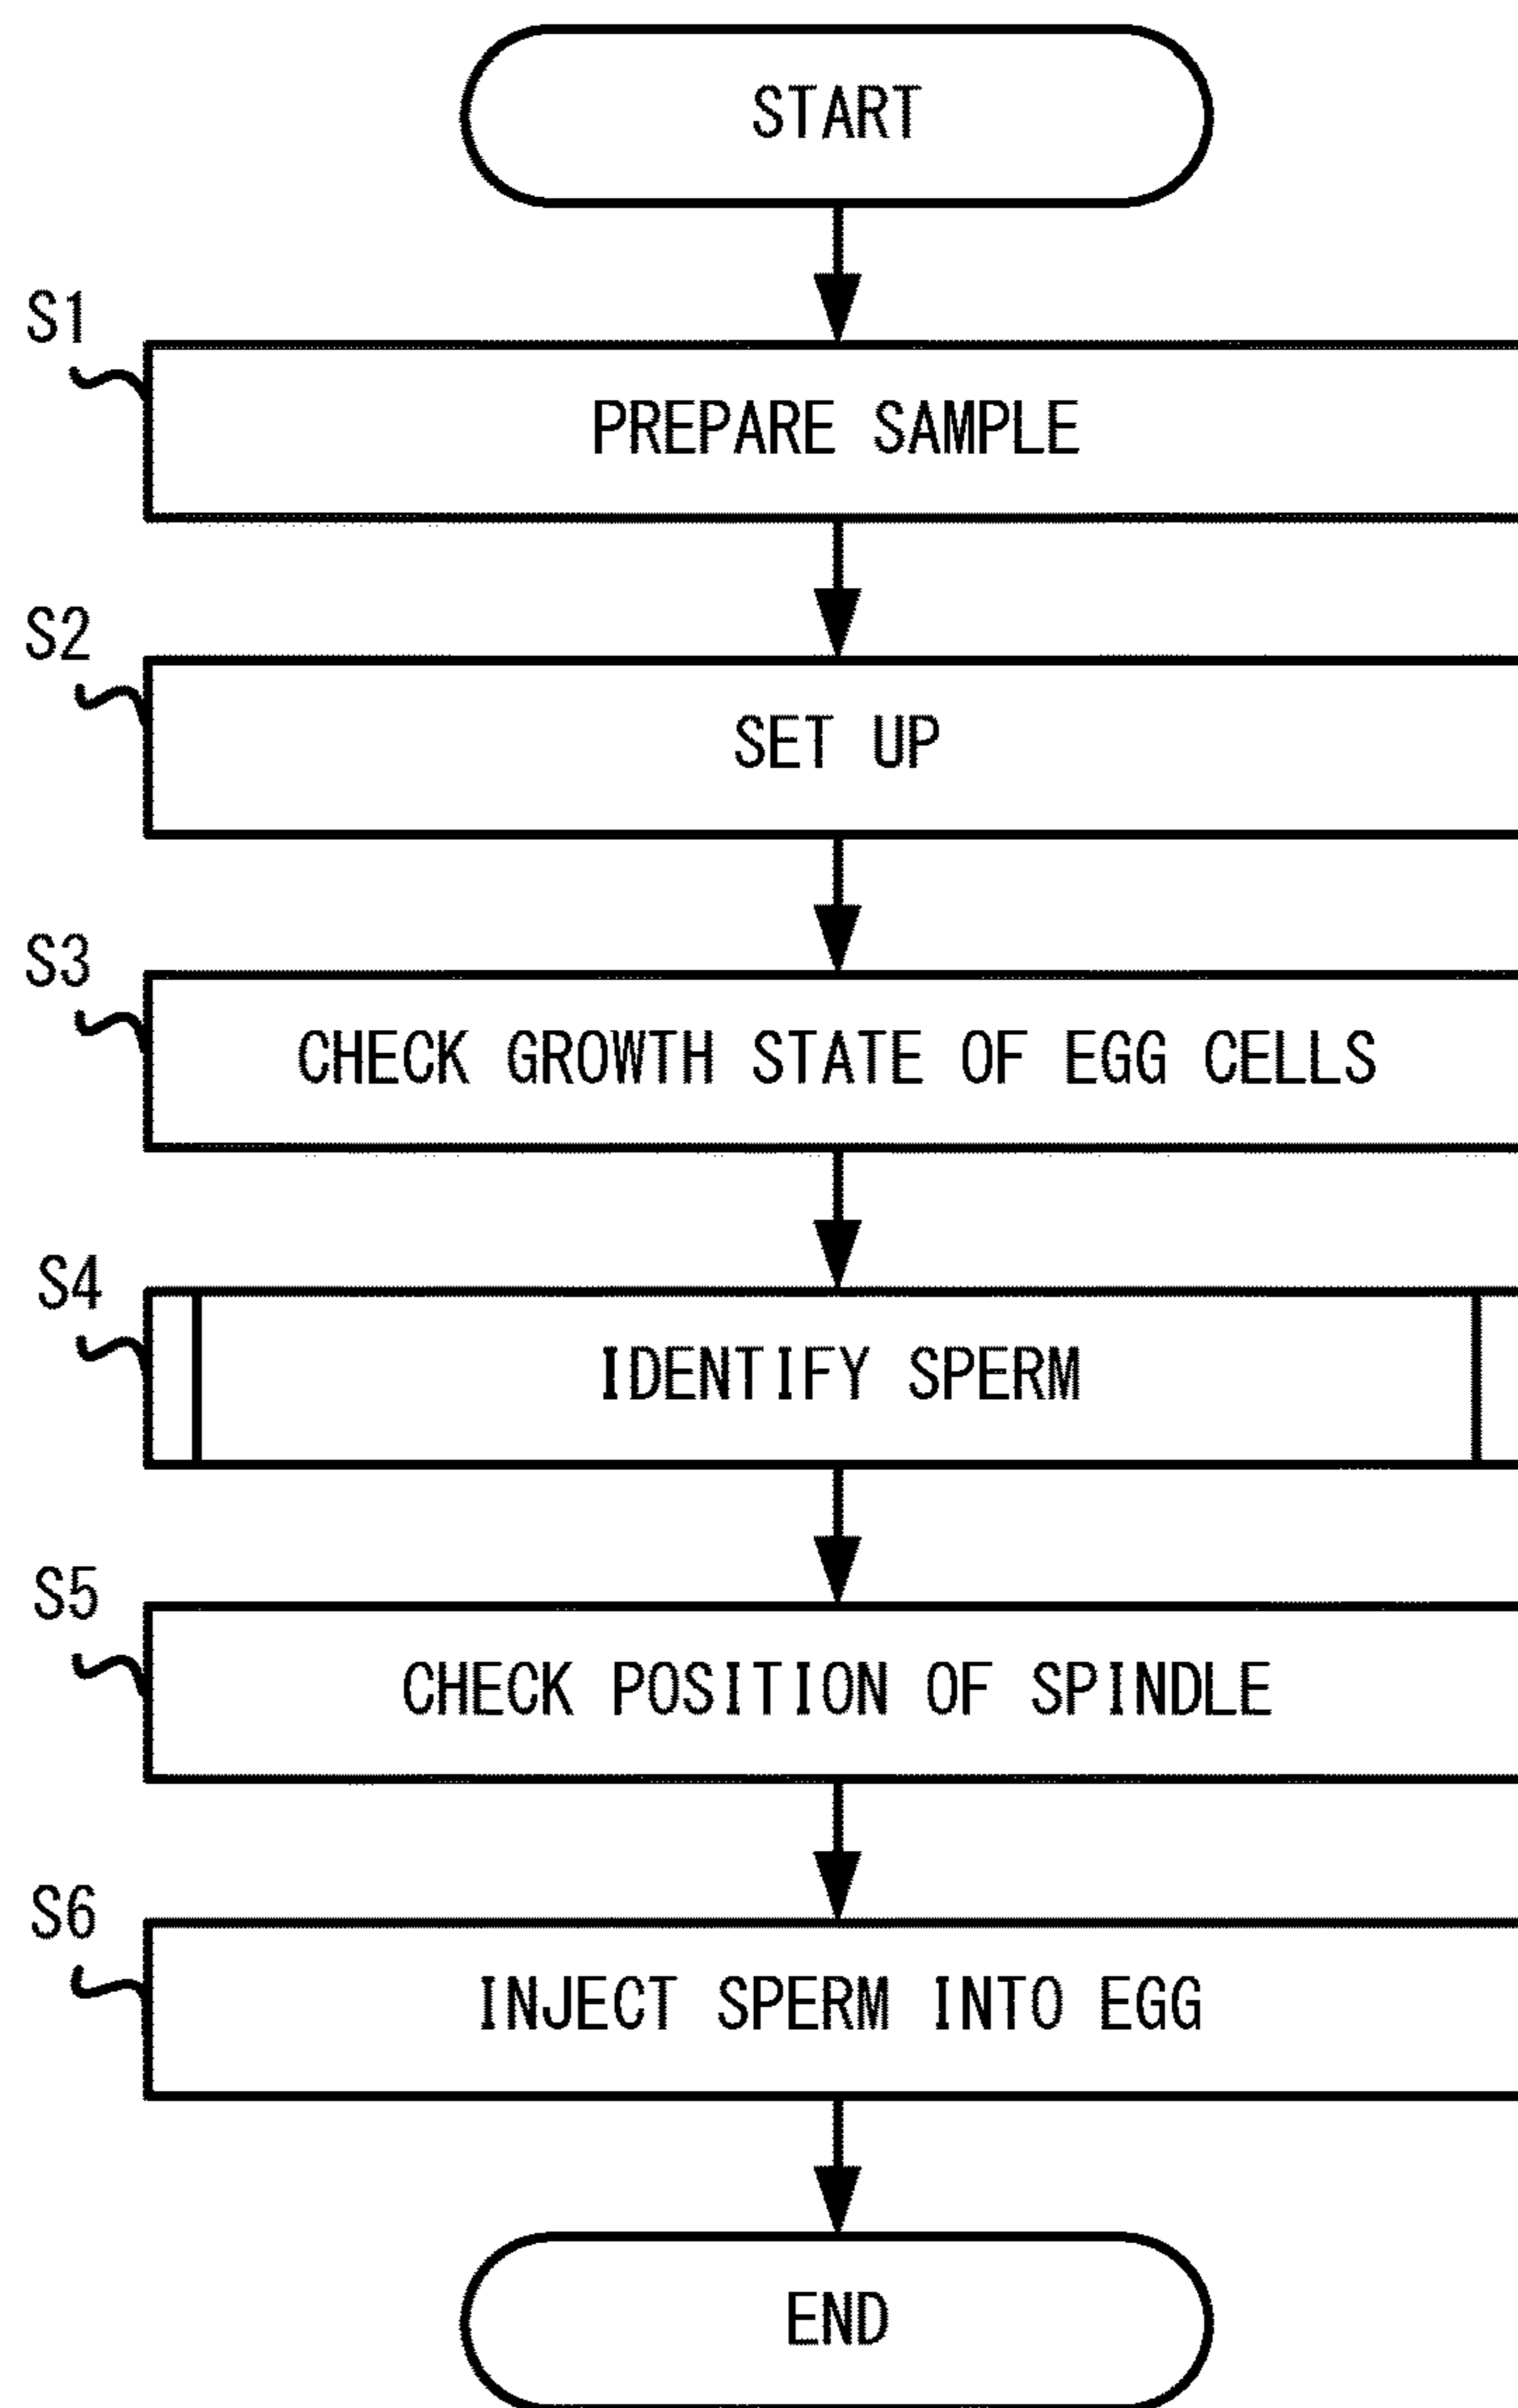 START
S1
PREPARE SAMPLE
S2
SET UP
S3
CHECK GROWTH STATE OF EGG CELLS
S4
IDENTIFY SPERM
S5
CHECK POSITION OF SPINDLE
S6
INJECT SPERM INTO EGG
END